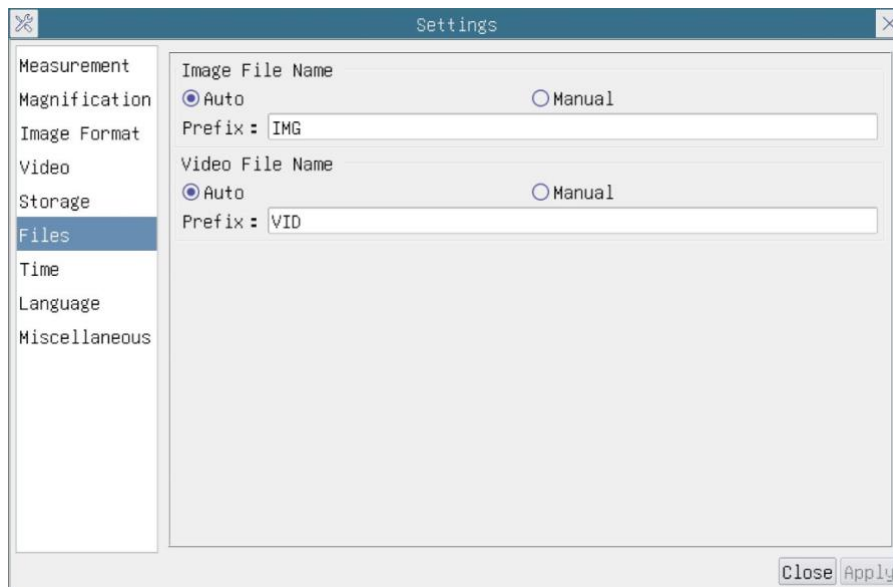 Settings
Measurement
Magnification
Image Format
Video
Storage
Files
Time
Language
Miscellaneous
Image File Name
Auto Manual
Prefix: IMG
Video File Name
Auto Manual
Prefix: VID
Close Apply